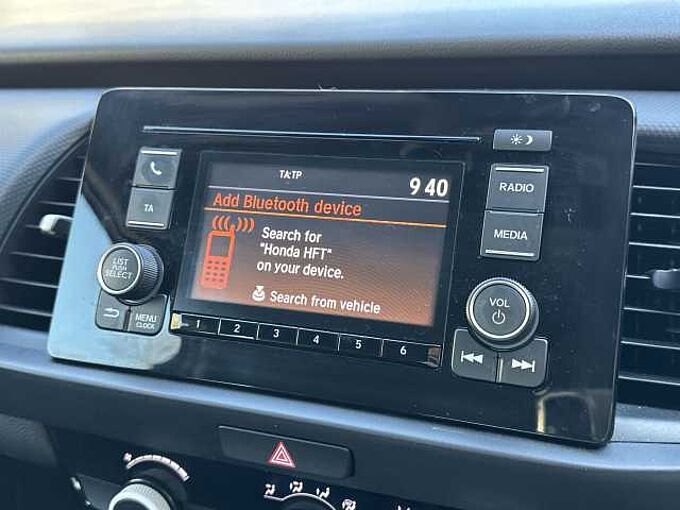 TA:TP
9 40
Add Bluetooth device
Search for
"Honda HFT"
on your device.
Search from vehicle
TA
LIST
PUSH
SELECT
MENU
CLOCK
RADIO
MEDIA
VOL
1 2 3 4 5 6